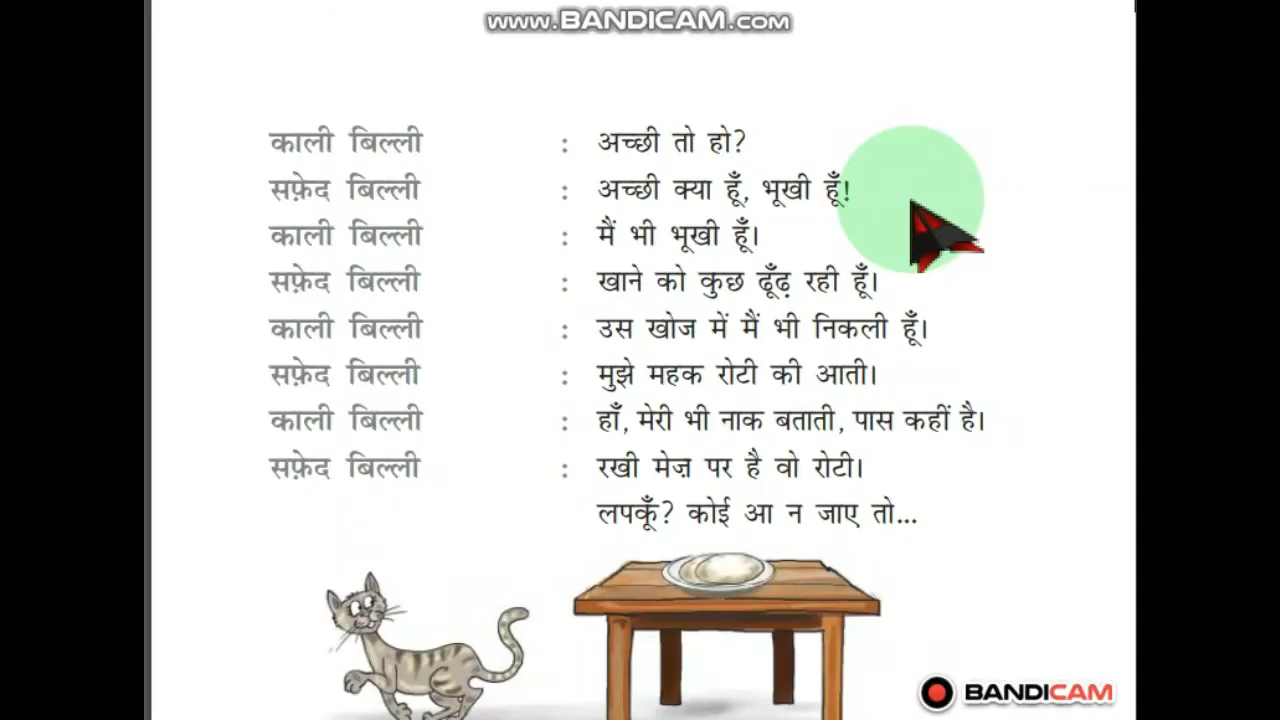 www.BANDICAM.com
काली बिल्ली : अच्छी तो हो?
सफ़ेद बिल्ली : अच्छी क्या हूँ, भूखी हूँ!
काली बिल्ली : मैं भी भूखी हूँ।
सफ़ेद बिल्ली : खाने को कुछ ढूँढ़ रही हूँ।
काली बिल्ली : उस खोज में मैं भी निकली हूँ।
सफ़ेद बिल्ली : मुझे महक रोटी की आती।
काली बिल्ली : हाँ, मेरी भी नाक बताती, पास कहीं है।
सफ़ेद बिल्ली : रखी मेज़ पर है वो रोटी।
लपकूँ? कोई आ न जाए तो...
BANDICAM